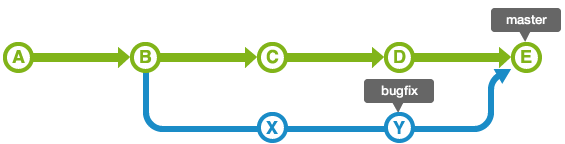 master
A B C D E
bugfix
X Y